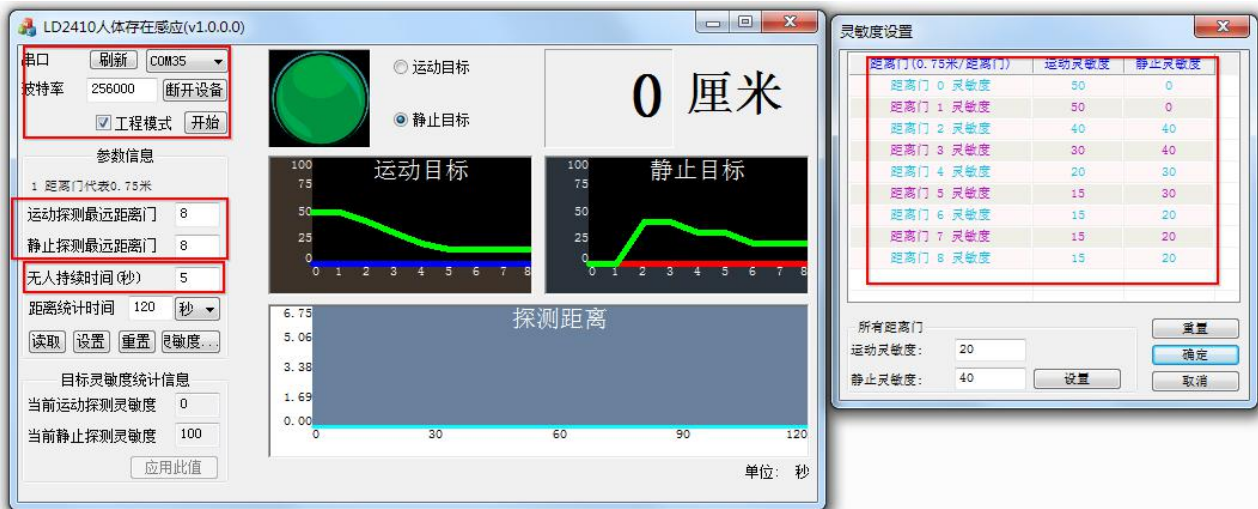 LD2410人体存在感应(v1.0.0.0)
串口 刷新 COM35
波特率 256000 断开设备
工程模式 开始
参数信息
1 距离门代表0.75米
运动探测最远距离门 8
静止探测最远距离门 8
无人持续时间(秒) 5
距离统计时间 120 秒
读取 设置 重置 灵敏度...
目标灵敏度统计信息
当前运动探测灵敏度 0
当前静止探测灵敏度 100
应用此值
运动目标
静止目标
0 厘米
运动目标
100
75
50
25
0
0 1 2 3 4 5 6 7 8
静止目标
100
75
50
25
0
0 1 2 3 4 5 6 7 8
探测距离
6.75
5.06
3.38
1.69
0.00
0 30 60 90 120
单位: 秒
灵敏度设置
距离门(0.75米/距离门) 运动灵敏度 静止灵敏度
距离门 0 灵敏度 50 0
距离门 1 灵敏度 50 0
距离门 2 灵敏度 40 40
距离门 3 灵敏度 30 40
距离门 4 灵敏度 20 30
距离门 5 灵敏度 15 30
距离门 6 灵敏度 15 20
距离门 7 灵敏度 15 20
距离门 8 灵敏度 15 20
所有距离门
运动灵敏度: 20
静止灵敏度: 40 设置
重置
确定
取消